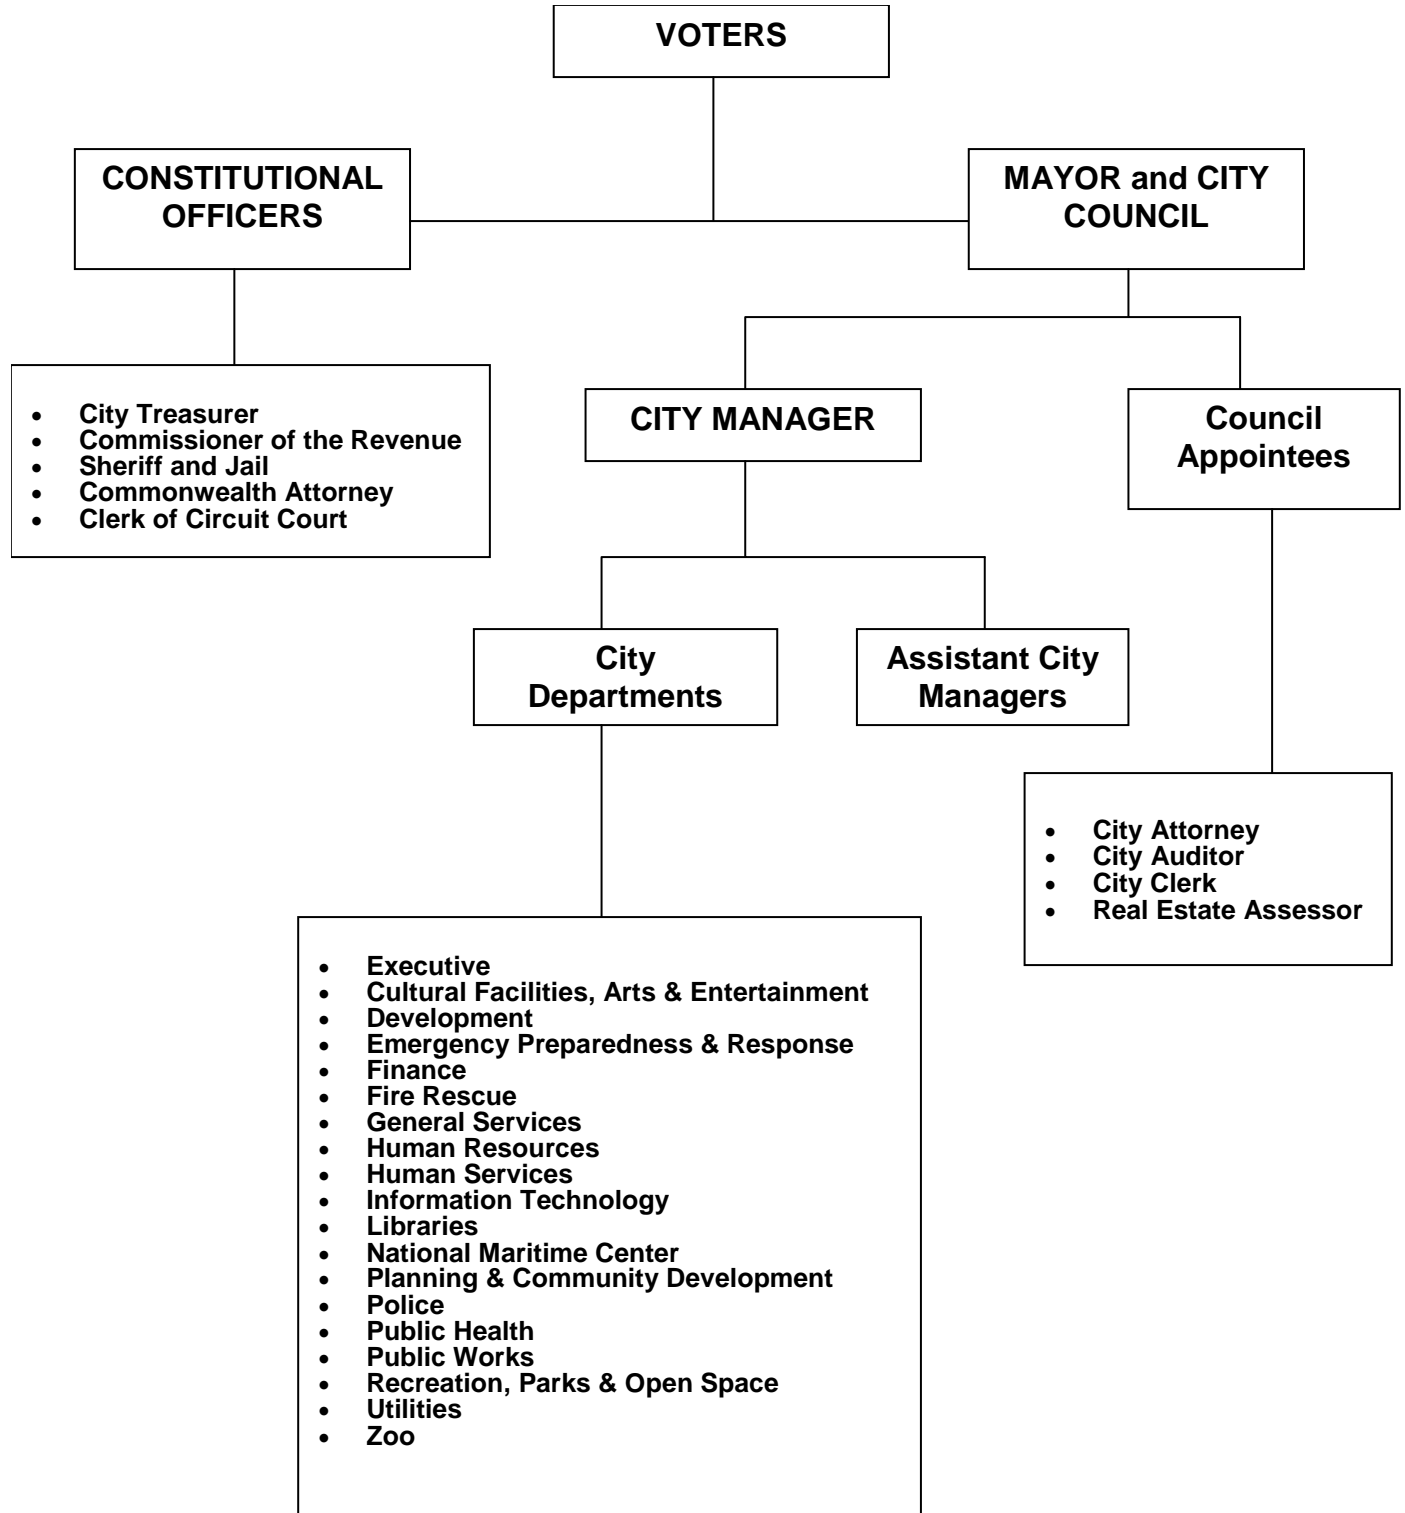 VOTERS
CONSTITUTIONAL
OFFICERS
MAYOR and CITY
COUNCIL
• City Treasurer
• Commissioner of the Revenue
• Sheriff and Jail
• Commonwealth Attorney
• Clerk of Circuit Court
CITY MANAGER
Council
Appointees
City
Departments
Assistant City
Managers
• City Attorney
• City Auditor
• City Clerk
• Real Estate Assessor
• Executive
• Cultural Facilities, Arts & Entertainment
• Development
• Emergency Preparedness & Response
• Finance
• Fire Rescue
• General Services
• Human Resources
• Human Services
• Information Technology
• Libraries
• National Maritime Center
• Planning & Community Development
• Police
• Public Health
• Public Works
• Recreation, Parks & Open Space
• Utilities
• Zoo